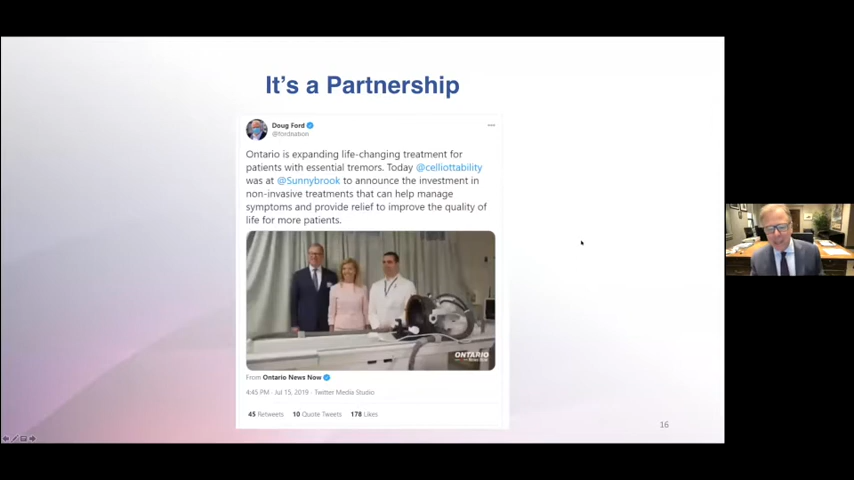 It's a Partnership
Doug Ford
@fordnation
Ontario is expanding life-changing treatment for
patients with essential tremors. Today @celliottability
was at @Sunnybrook to announce the investment in
non-invasive treatments that can help manage
symptoms and provide relief to improve the quality of
life for more patients.
ONTARIO
News Now
From Ontario News Now
4:45 PM · Jul 15, 2019 · Twitter Media Studio
45 Retweets 10 Quote Tweets 178 Likes
16